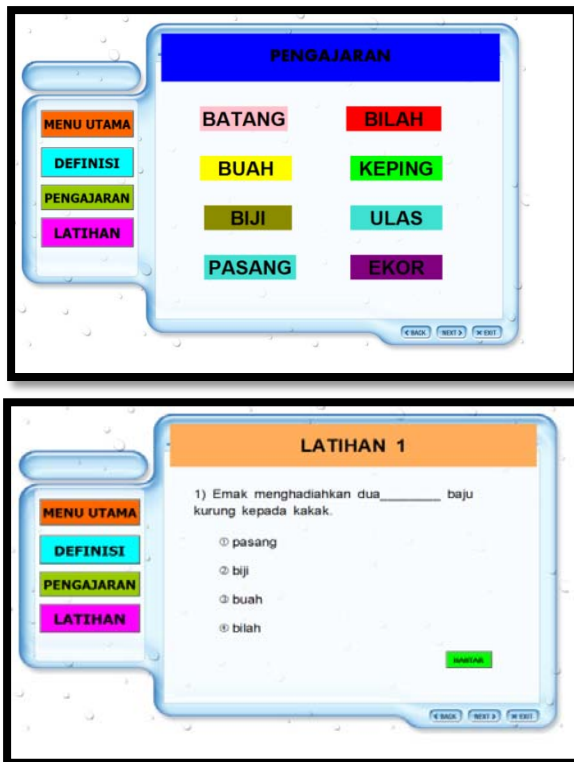 PENGAJARAN
MENU UTAMA
DEFINISI
PENGAJARAN
LATIHAN
BATANG
BILAH
BUAH
KEPING
BIJI
ULAS
PASANG
EKOR
< BACK
NEXT >
✕ EXIT
LATIHAN 1
MENU UTAMA
DEFINISI
PENGAJARAN
LATIHAN
1) Emak menghadiahkan dua________ baju
kurung kepada kakak.
① pasang
② biji
③ buah
④ bilah
HANTAR
< BACK
NEXT >
✕ EXIT